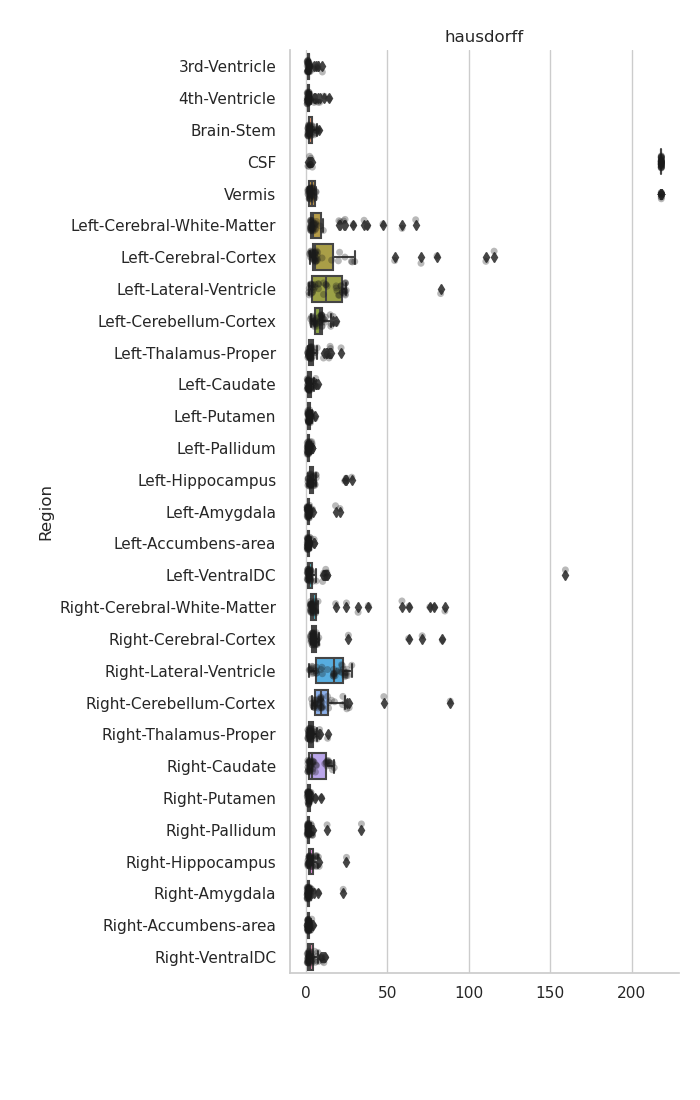 hausdorff
3rd-Ventricle
4th-Ventricle
Brain-Stem
CSF
Vermis
Left-Cerebral-White-Matter
Left-Cerebral-Cortex
Left-Lateral-Ventricle
Left-Cerebellum-Cortex
Left-Thalamus-Proper
Left-Caudate
Left-Putamen
Left-Pallidum
Left-Hippocampus
Region
Left-Amygdala
Left-Accumbens-area
Left-VentralDC
Right-Cerebral-White-Matter
Right-Cerebral-Cortex
Right-Lateral-Ventricle
Right-Cerebellum-Cortex
Right-Thalamus-Proper
Right-Caudate
Right-Putamen
Right-Pallidum
Right-Hippocampus
Right-Amygdala
Right-Accumbens-area
Right-VentralDC
0 50 100 150 200